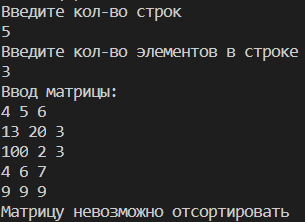 Введите кол-во строк
5
Введите кол-во элементов в строке
3
Ввод матрицы:
4 5 6
13 20 3
100 2 3
4 6 7
9 9 9
Матрицу невозможно отсортировать